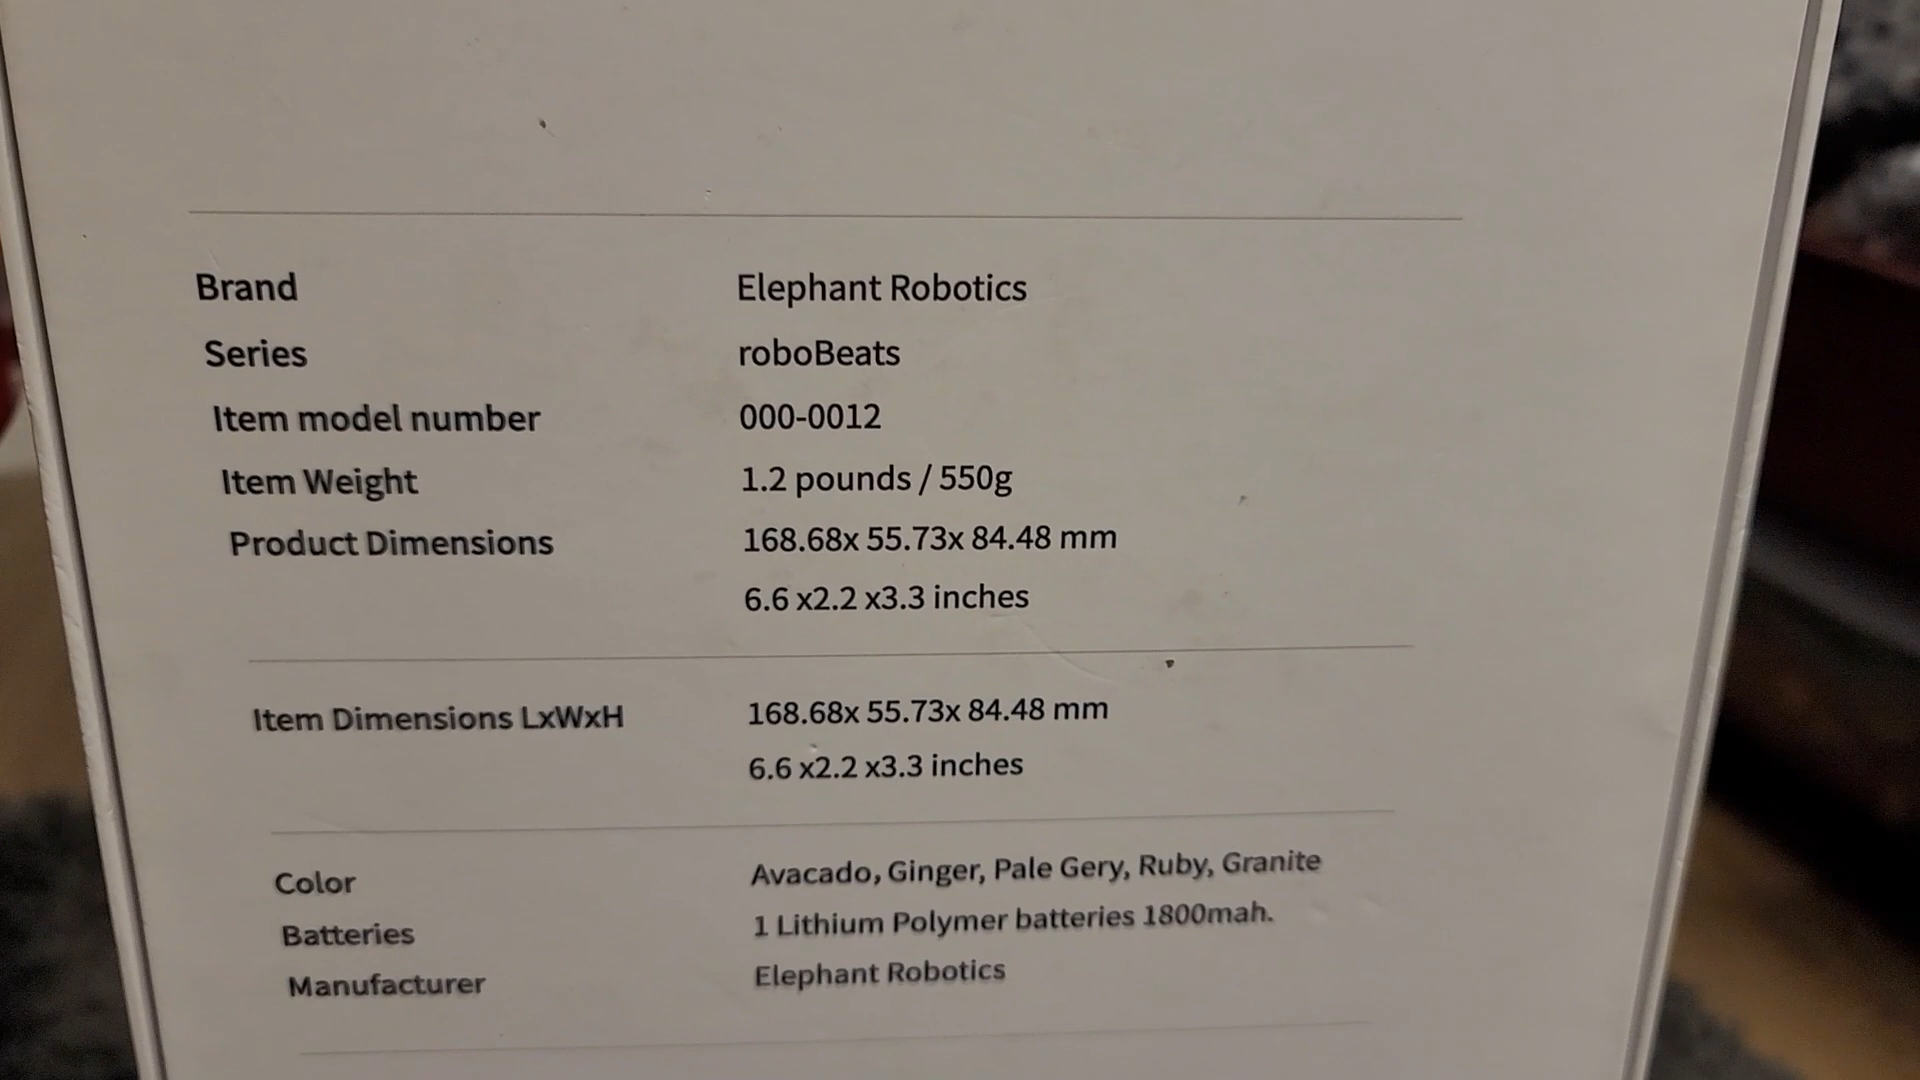 Brand Elephant Robotics
Series roboBeats
Item model number 000-0012
Item Weight 1.2 pounds / 550g
Product Dimensions 168.68x 55.73x 84.48 mm
6.6 x2.2 x3.3 inches
Item Dimensions LxWxH 168.68x 55.73x 84.48 mm
6.6 x2.2 x3.3 inches
Color Avacado, Ginger, Pale Gery, Ruby, Granite
Batteries 1 Lithium Polymer batteries 1800mah.
Manufacturer Elephant Robotics